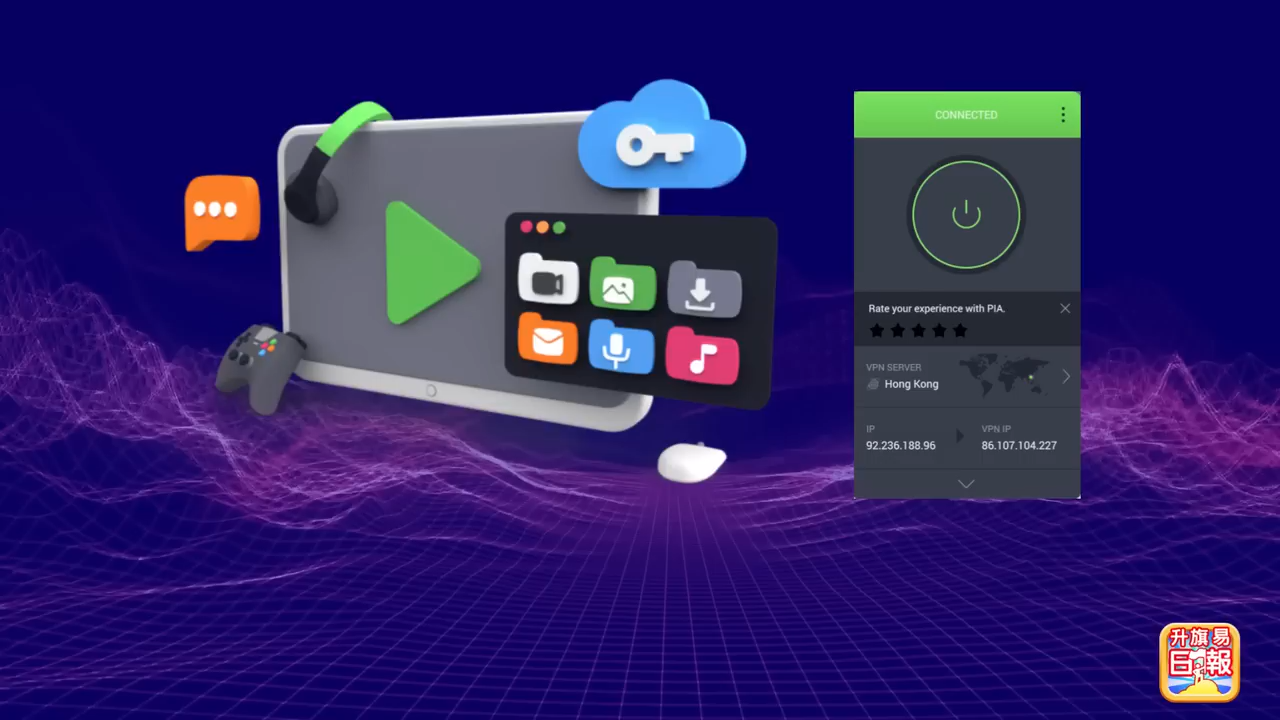 CONNECTED
Rate your experience with PIA.
VPN SERVER
Hong Kong
IP
92.236.188.96
VPN IP
86.107.104.227
升旗易
日報